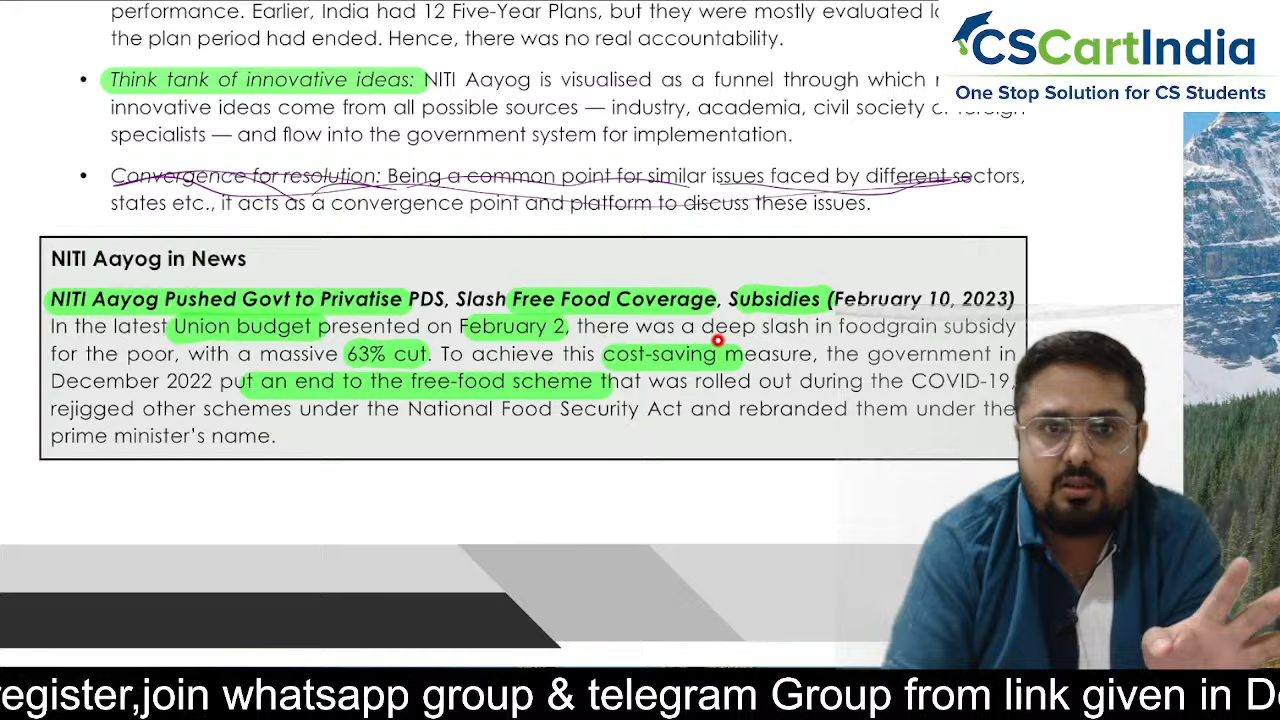 performance. Earlier, India had 12 Five-Year Plans, but they were mostly evaluated
the plan period had ended. Hence, there was no real accountability.
• Think tank of innovative ideas: NITI Aayog is visualised as a funnel through which
innovative ideas come from all possible sources — industry, academia, civil society
specialists — and flow into the government system for implementation.
• Convergence for resolution: Being a common point for similar issues faced by different sectors,
states etc., it acts as a convergence point and platform to discuss these issues.
NITI Aayog in News
NITI Aayog Pushed Govt to Privatise PDS, Slash Free Food Coverage, Subsidies (February 10, 2023)
In the latest Union budget presented on February 2, there was a deep slash in foodgrain subsidy
for the poor, with a massive 63% cut. To achieve this cost-saving measure, the government in
December 2022 put an end to the free-food scheme that was rolled out during the COVID-19,
rejigged other schemes under the National Food Security Act and rebranded them under the
prime minister's name.
CSCartIndia
One Stop Solution for CS Students
register,join whatsapp group & telegram Group from link given in